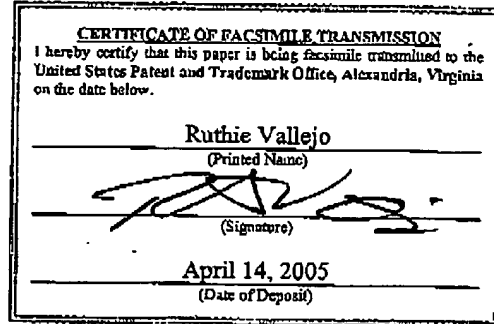 CERTIFICATE OF FACSIMILE TRANSMISSION
I hereby certify that this paper is being facsimile transmitted to the
United States Patent and Trademark Office, Alexandria, Virginia
on the date below.
Ruthie Vallejo
(Printed Name)
(Signature)
April 14, 2005
(Date of Deposit)